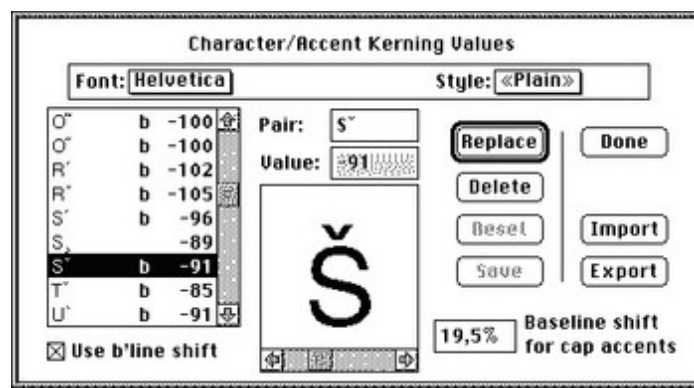 Character/Accent Kerning Values
Font: Helvetica Style: «Plain»
O˝ b -100
R´ b -102
Rˇ b -105
S´ b -96
S¸ -89
Sˇ b -91
Tˇ b -85
U` b -91
Use b'line shift
Pair: Sˇ
Value: -91
Š
Replace
Delete
Reset
Save
Done
Import
Export
19,5% Baseline shift
for cap accents